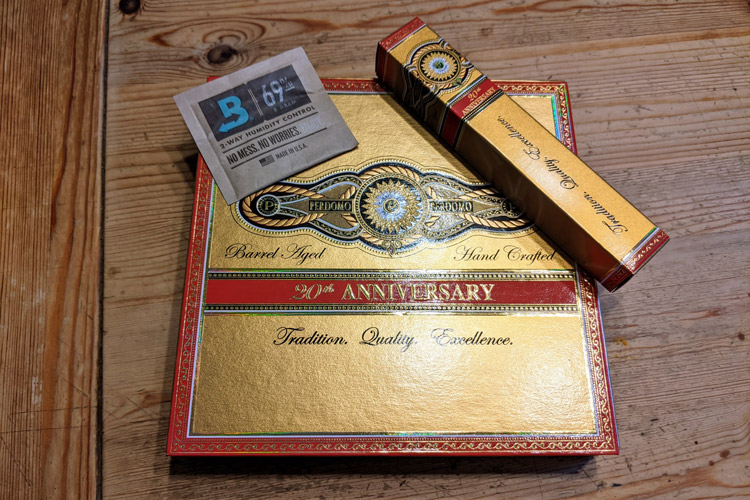 69%
2-WAY HUMIDITY CONTROL
NO MESS. NO WORRIES.
MADE IN U.S.A.
P PERDOMO
Barrel Aged Hand Crafted
20th ANNIVERSARY
Tradition. Quality. Excellence.
20th ANNIVERSARY
Tradition. Quality. Excellence.